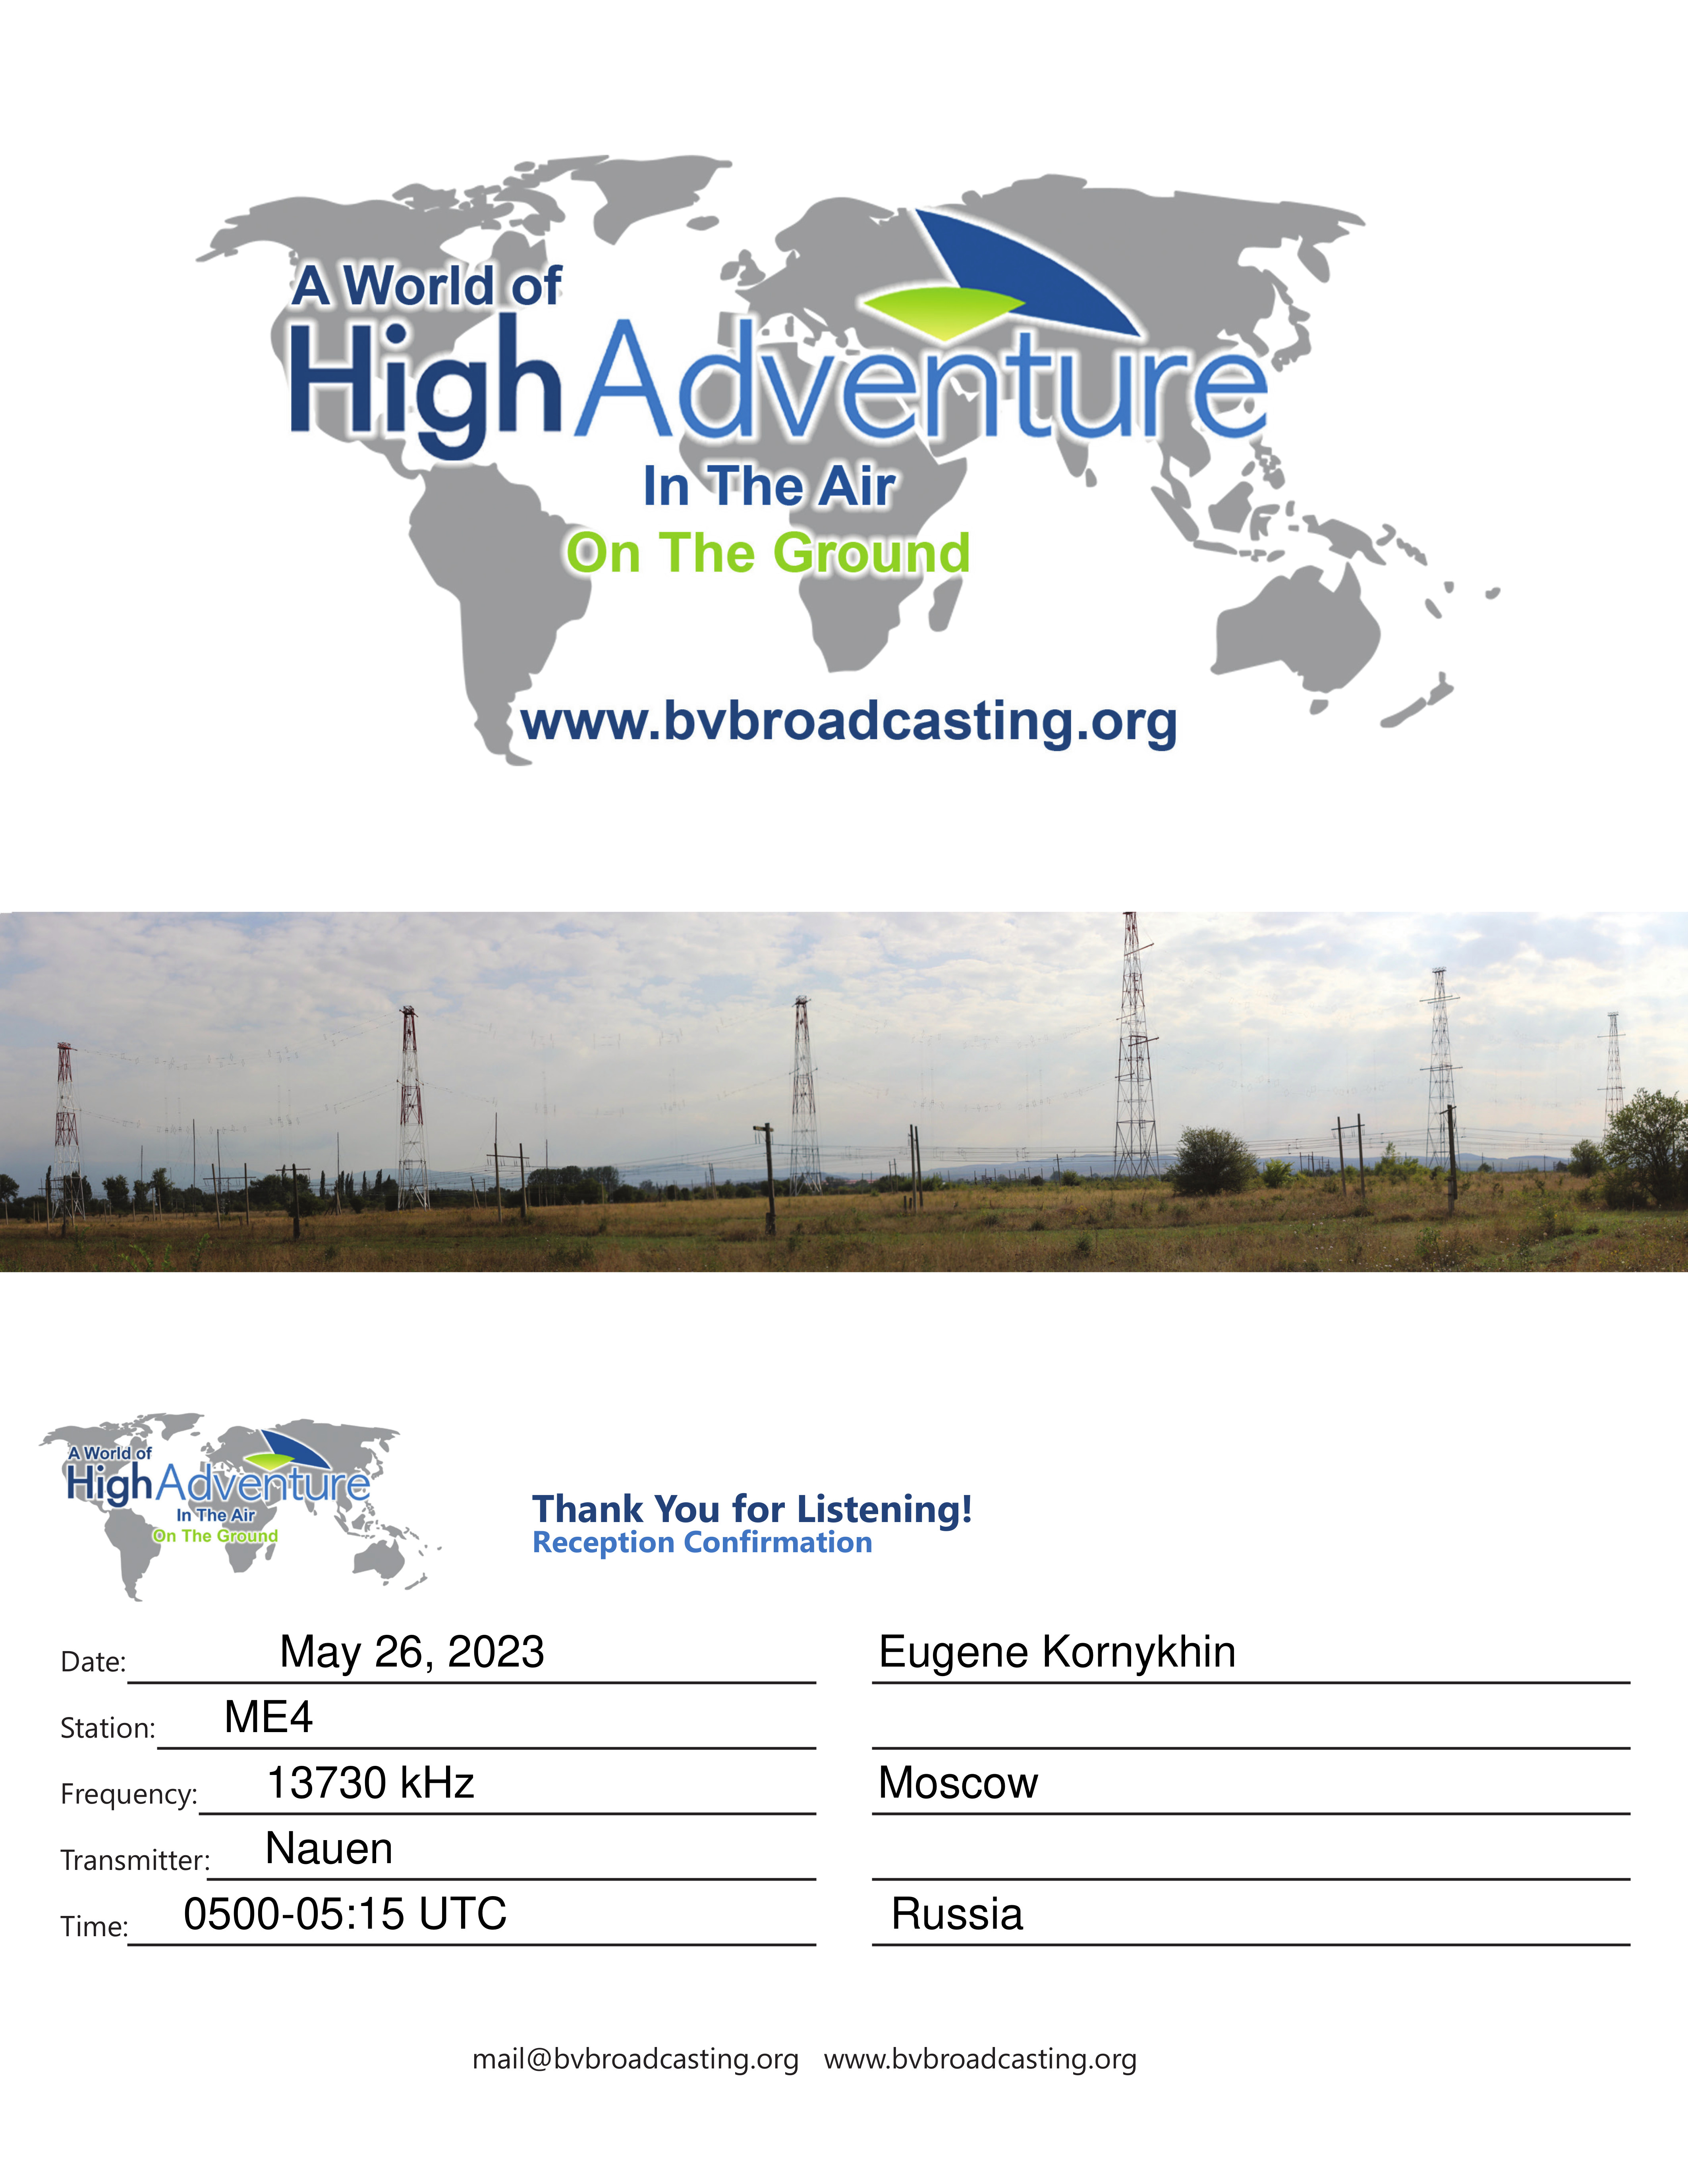 A World of
HighAdventure
In The Air
On The Ground
www.bvbroadcasting.org
A World of
HighAdventure
In The Air
On The Ground
Thank You for Listening!
Reception Confirmation
Date: May 26, 2023
Eugene Kornykhin
Station: ME4
Frequency: 13730 kHz
Moscow
Transmitter: Nauen
Time: 0500-05:15 UTC
Russia
mail@bvbroadcasting.org www.bvbroadcasting.org